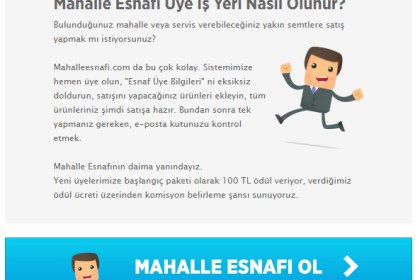 Mahalle Esnafı Üye İş Yeri Nasıl Olunur?
Bulunduğunuz mahalle veya servis verebileceğiniz yakın semtlere satış
yapmak mı istiyorsunuz?
Mahalleesnafi.com da bu çok kolay. Sistemimize
hemen üye olun, "Esnaf Üye Bilgileri" ni eksiksiz
doldurun, satışını yapacağınız ürünleri ekleyin, tüm
ürünleriniz şimdi satışa hazır. Bundan sonra tek
yapmanız gereken, e-posta kutunuzu kontrol
etmek.
Mahalle Esnafının daima yanındayız.
Yeni üyelerimize başlangıç paketi olarak 100 TL ödül veriyor, verdiğimiz
ödül ücreti üzerinden komisyon belirleme şansı sunuyoruz.
MAHALLE ESNAFI OL